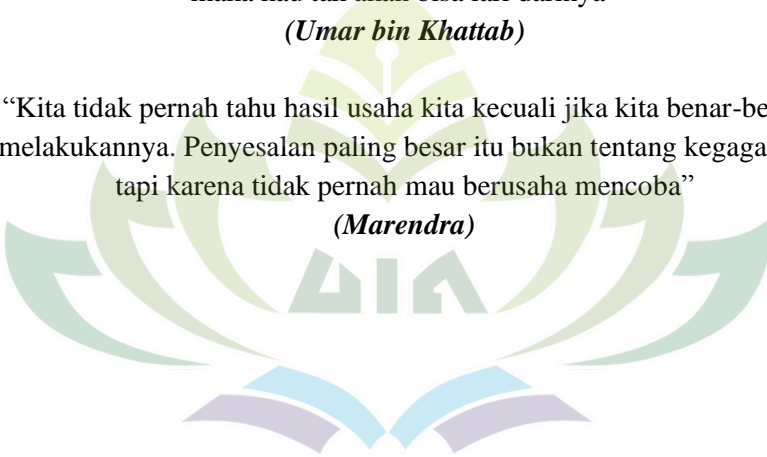 (Umar bin Khattab)
“Kita tidak pernah tahu hasil usaha kita kecuali jika kita benar-be
melakukannya. Penyesalan paling besar itu bukan tentang kegaga
tapi karena tidak pernah mau berusaha mencoba”
(Marendra)
UIN